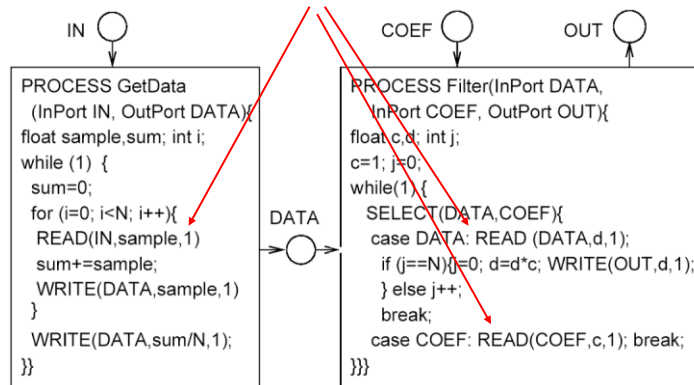 IN
COEF
OUT
PROCESS GetData
(InPort IN, OutPort DATA){
float sample,sum; int i;
while (1) {
sum=0;
for (i=0; i<N; i++){
READ(IN,sample,1)
sum+=sample;
WRITE(DATA,sample,1)
}
WRITE(DATA,sum/N,1);
}}
DATA
PROCESS Filter(InPort DATA,
InPort COEF, OutPort OUT){
float c,d; int j;
c=1; j=0;
while(1) {
SELECT(DATA,COEF){
case DATA: READ (DATA,d,1);
if (j==N){j=0; d=d*c; WRITE(OUT,d,1);
} else j++;
break;
case COEF: READ(COEF,c,1); break;
}}}